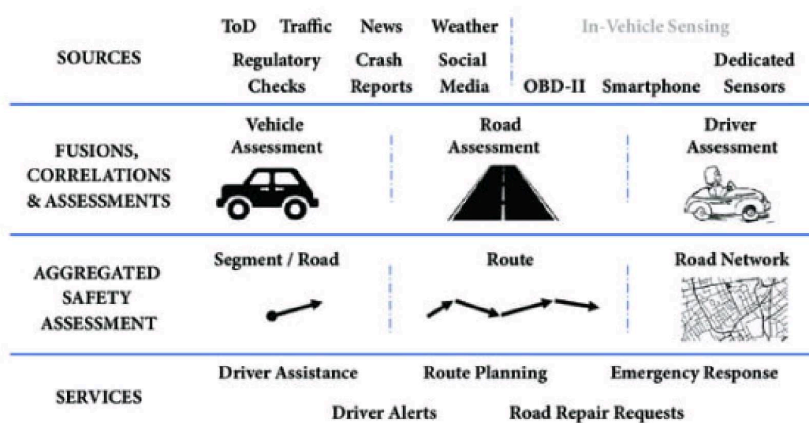 ToD Traffic News Weather In-Vehicle Sensing
SOURCES
Regulatory Checks
Crash Reports
Social Media
OBD-II
Smartphone
Dedicated Sensors
FUSIONS, CORRELATIONS & ASSESSMENTS
Vehicle Assessment
Road Assessment
Driver Assessment
AGGREGATED SAFETY ASSESSMENT
Segment / Road
Route
Road Network
SERVICES
Driver Assistance
Route Planning
Emergency Response
Driver Alerts
Road Repair Requests